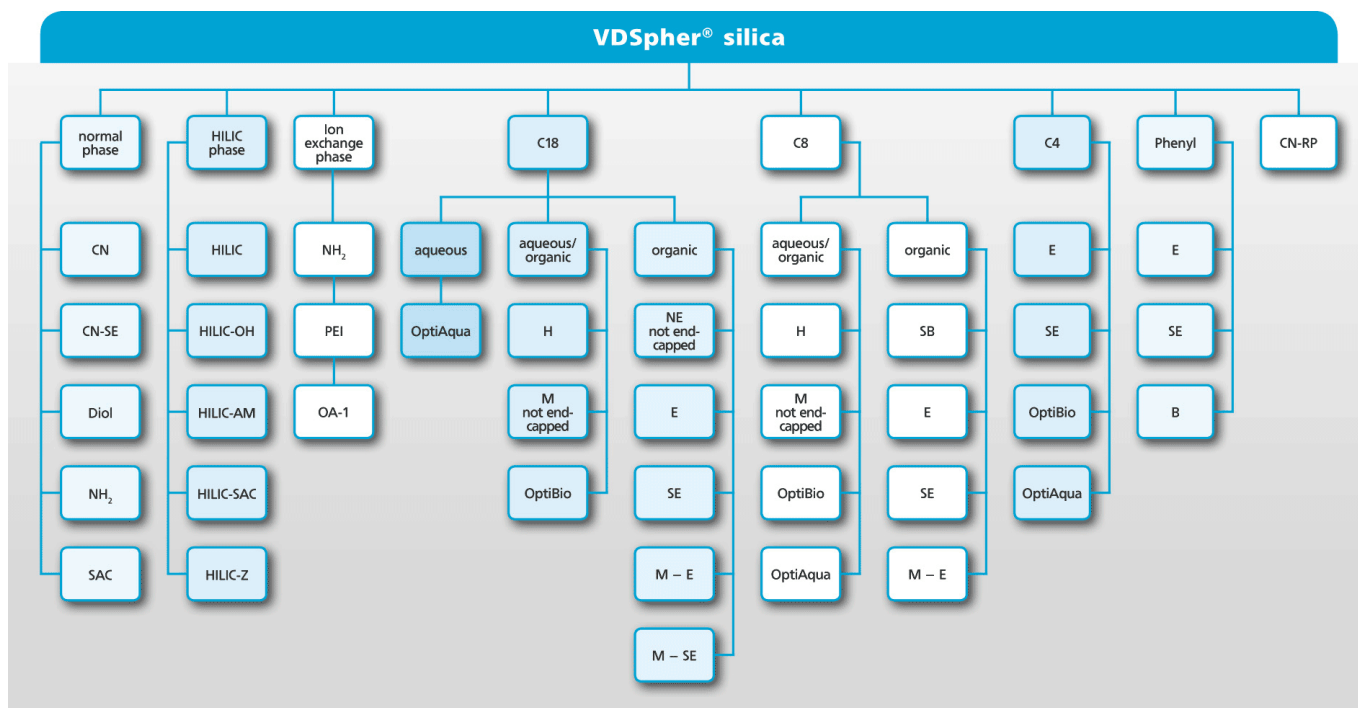 VDSpher® silica
normal
phase
HILIC
phase
Ion
exchange
phase
C18
C8
C4
Phenyl
CN-RP
CN
HILIC
NH₂
aqueous
aqueous/
organic
organic
aqueous/
organic
organic
E
E
CN-SE
HILIC-OH
PEI
OptiAqua
H
NE
not end-
capped
H
SB
SE
SE
Diol
HILIC-AM
OA-1
M
not end-
capped
E
M
not end-
capped
E
OptiBio
B
NH₂
HILIC-SAC
OptiBio
SE
OptiBio
SE
OptiAqua
SAC
HILIC-Z
M – E
OptiAqua
M – E
M – SE